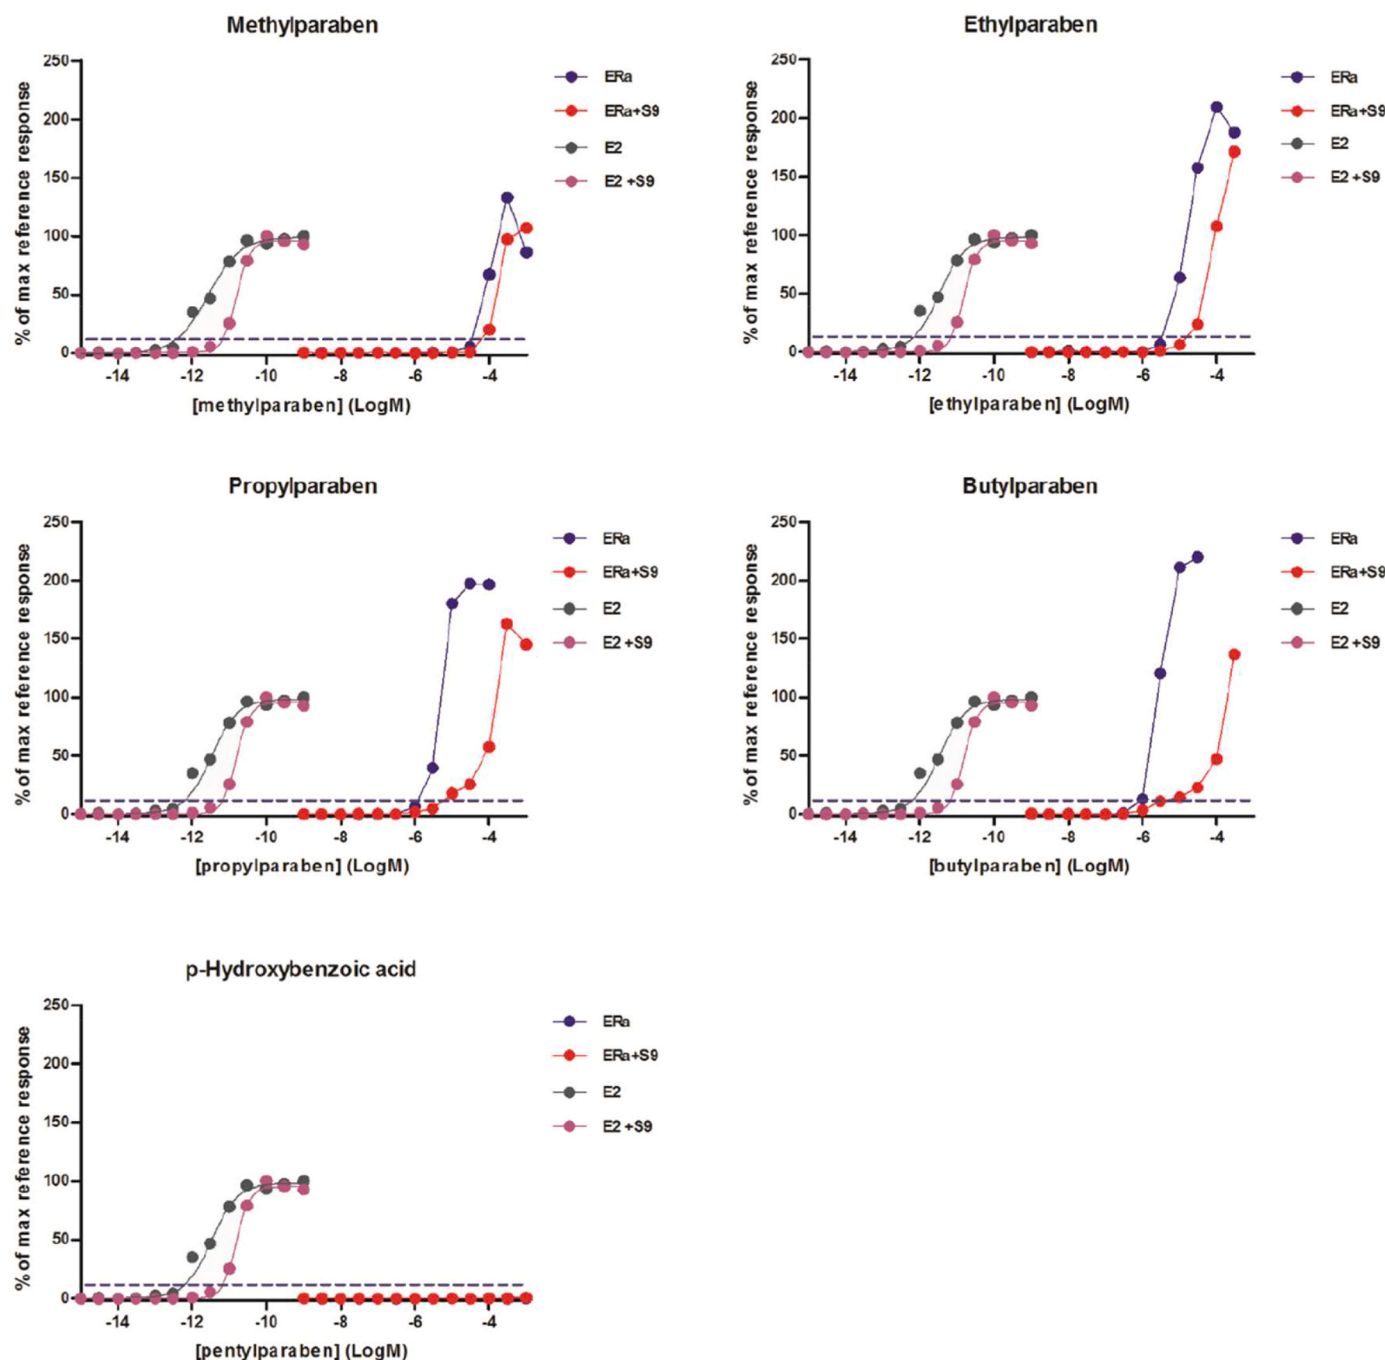 Methylparaben
% of max reference response
250
200
150
100
50
0
-14 -12 -10 -8 -6 -4
[methylparaben] (LogM)
ERa
ERa+S9
E2
E2 +S9
Ethylparaben
% of max reference response
250
200
150
100
50
0
-14 -12 -10 -8 -6 -4
[ethylparaben] (LogM)
ERa
ERa+S9
E2
E2 +S9
Propylparaben
% of max reference response
250
200
150
100
50
0
-14 -12 -10 -8 -6 -4
[propylparaben] (LogM)
ERa
ERa+S9
E2
E2 +S9
Butylparaben
% of max reference response
250
200
150
100
50
0
-14 -12 -10 -8 -6 -4
[butylparaben] (LogM)
ERa
ERa+S9
E2
E2 +S9
p-Hydroxybenzoic acid
% of max reference response
250
200
150
100
50
0
-14 -12 -10 -8 -6 -4
[pentylparaben] (LogM)
ERa
ERa+S9
E2
E2 +S9